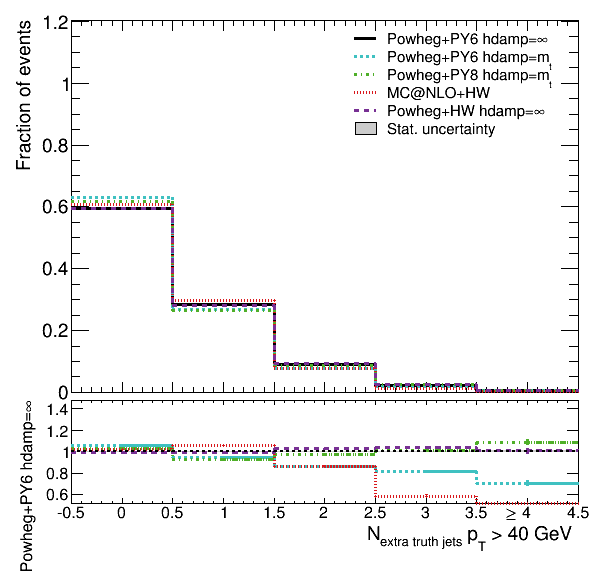 1.2
1
0.8
0.6
0.4
0.2
0
Fraction of events
Powheg+PY6 hdamp=∞
Powheg+PY6 hdamp=m_t
Powheg+PY8 hdamp=m_t
MC@NLO+HW
Powheg+HW hdamp=∞
Stat. uncertainty
1.4
1.2
1
0.8
0.6
Powheg+PY6 hdamp=∞
-0.5 0 0.5 1 1.5 2 2.5 3 3.5 ≥ 4 4.5
N_extra truth jets p_T > 40 GeV